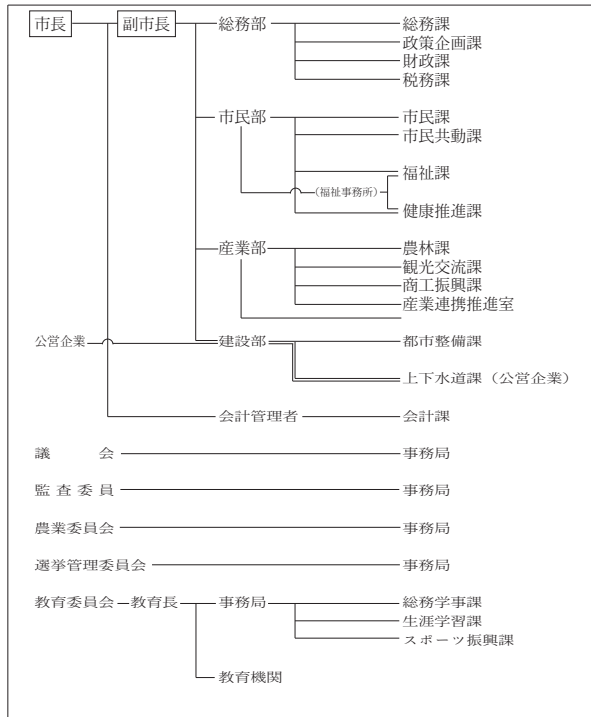 市長 副市長 総務部 総務課
政策企画課
財政課
税務課
市民部 市民課
市民共動課
福祉課
(福祉事務所)
健康推進課
産業部 農林課
観光交流課
商工振興課
産業連携推進室
公営企業 建設部 都市整備課
上下水道課(公営企業)
会計管理者 会計課
議会 事務局
監査委員 事務局
農業委員会 事務局
選挙管理委員会 事務局
教育委員会 教育長 事務局 総務学事課
生涯学習課
スポーツ振興課
教育機関